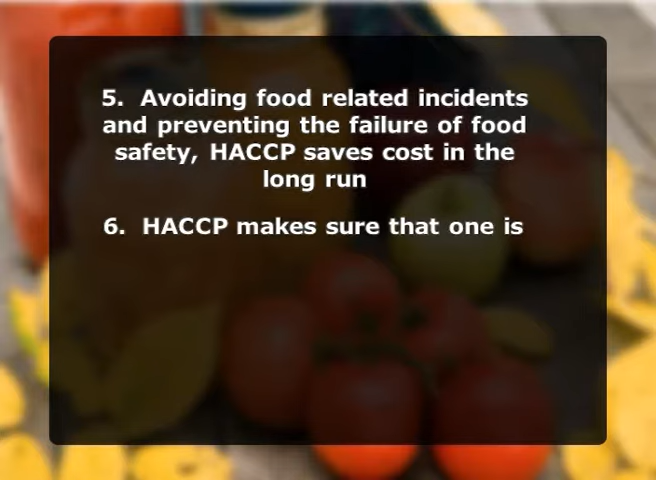 5. Avoiding food related incidents
and preventing the failure of food
safety, HACCP saves cost in the
long run
6. HACCP makes sure that one is